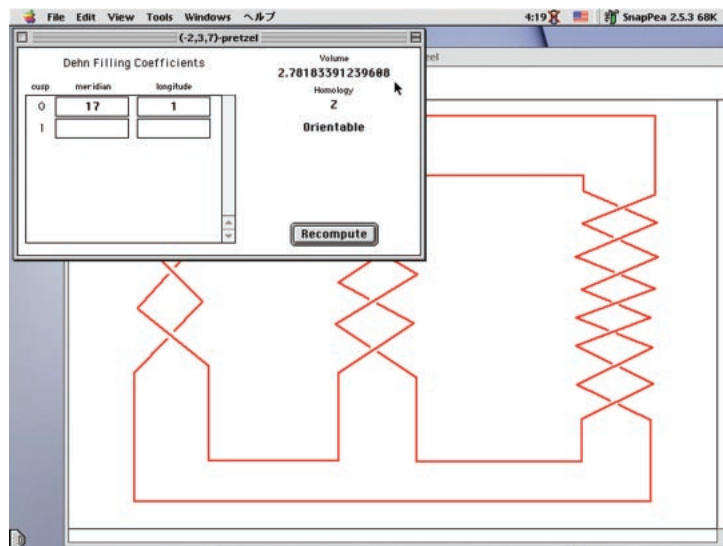 File Edit View Tools Windows ヘルプ 4:19 SnapPea 2.5.3 68K
(-2,3,7)-pretzel
Dehn Filling Coefficients
cusp meridian longitude
0 17 1
1
Volume
2.78183391239608
Homology
Z
Orientable
Recompute